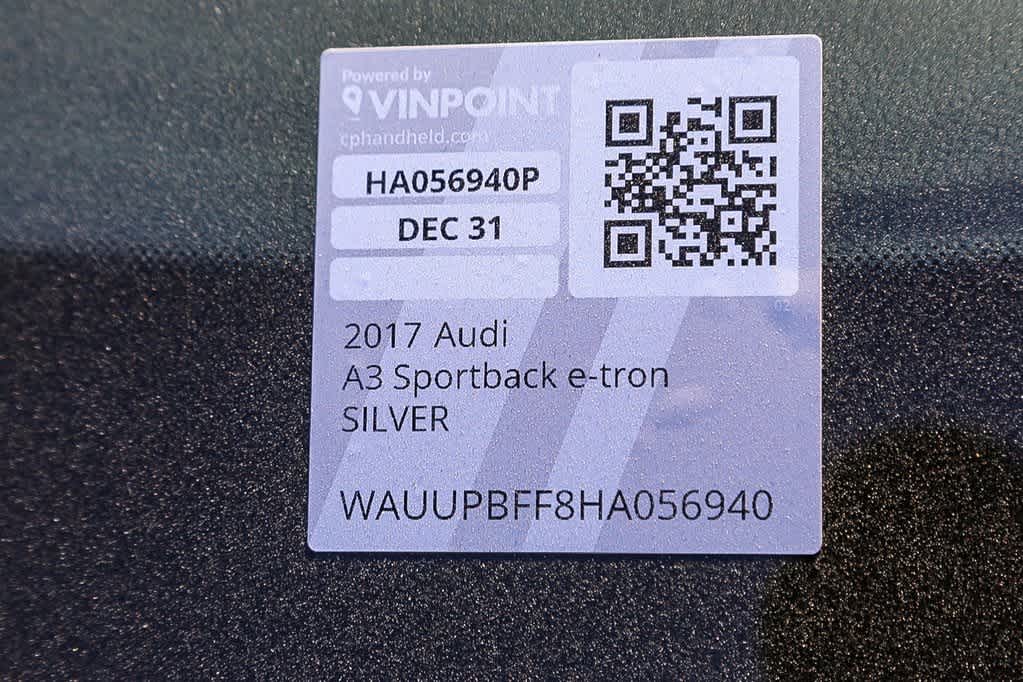 Powered by
VINPOINT
cphandheld.com
HA056940P
DEC 31
2017 Audi
A3 Sportback e-tron
SILVER
WAUUPBFF8HA056940